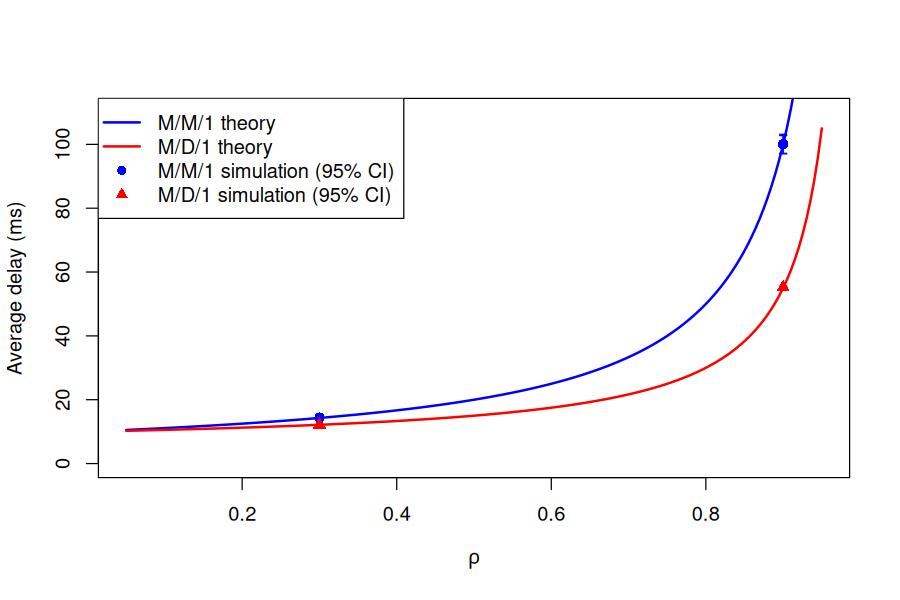 M/M/1 theory
M/D/1 theory
M/M/1 simulation (95% CI)
M/D/1 simulation (95% CI)
Average delay (ms)
100
80
60
40
20
0
0.2 0.4 0.6 0.8
ρ